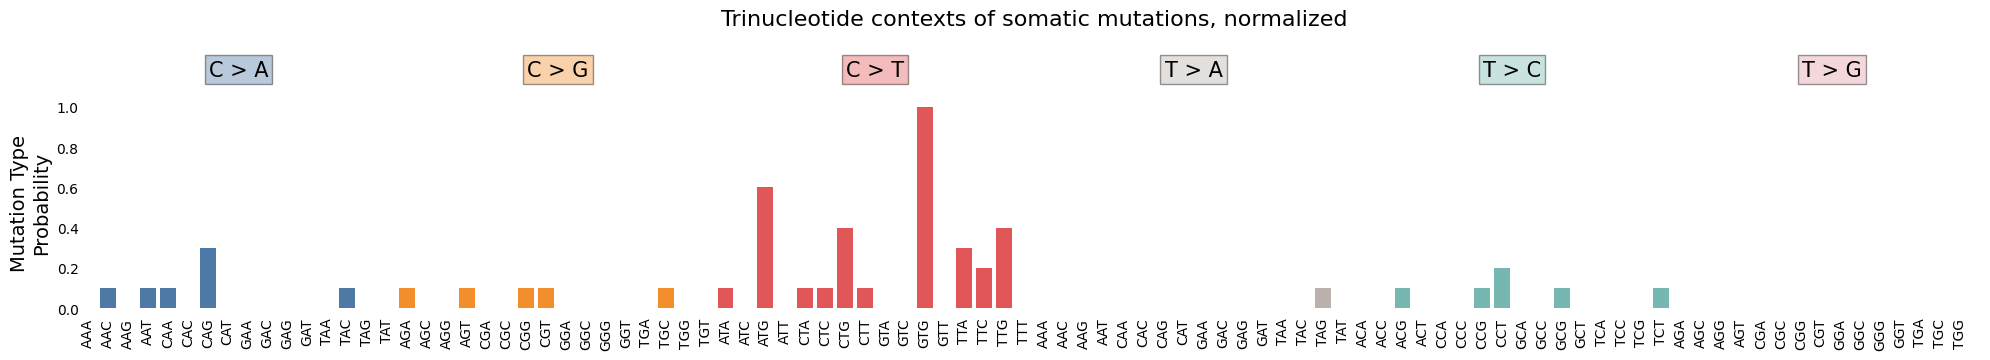 Trinucleotide contexts of somatic mutations, normalized
C > A
C > G
C > T
T > A
T > C
T > G
Mutation Type
Probability
1.0
0.8
0.6
0.4
0.2
0.0
AAA AAC AAG AAT CAA CAC CAG CAT GAA GAC GAG GAT TAA TAC TAG TAT AGA AGC AGG AGT CGA CGC CGG CGT GGA GGC GGG GGT TGA TGC TGG TGT ATA ATC ATG ATT CTA CTC CTG CTT GTA GTC GTG GTT TTA TTC TTG TTT AAA AAC AAG AAT CAA CAC CAG CAT GAA GAC GAG GAT TAA TAC TAG TAT ACA ACC ACG ACT CCA CCC CCG CCT GCA GCC GCG GCT TCA TCC TCG TCT AGA AGC AGG AGT CGA CGC CGG CGT GGA GGC GGG GGT TGA TGC TGG